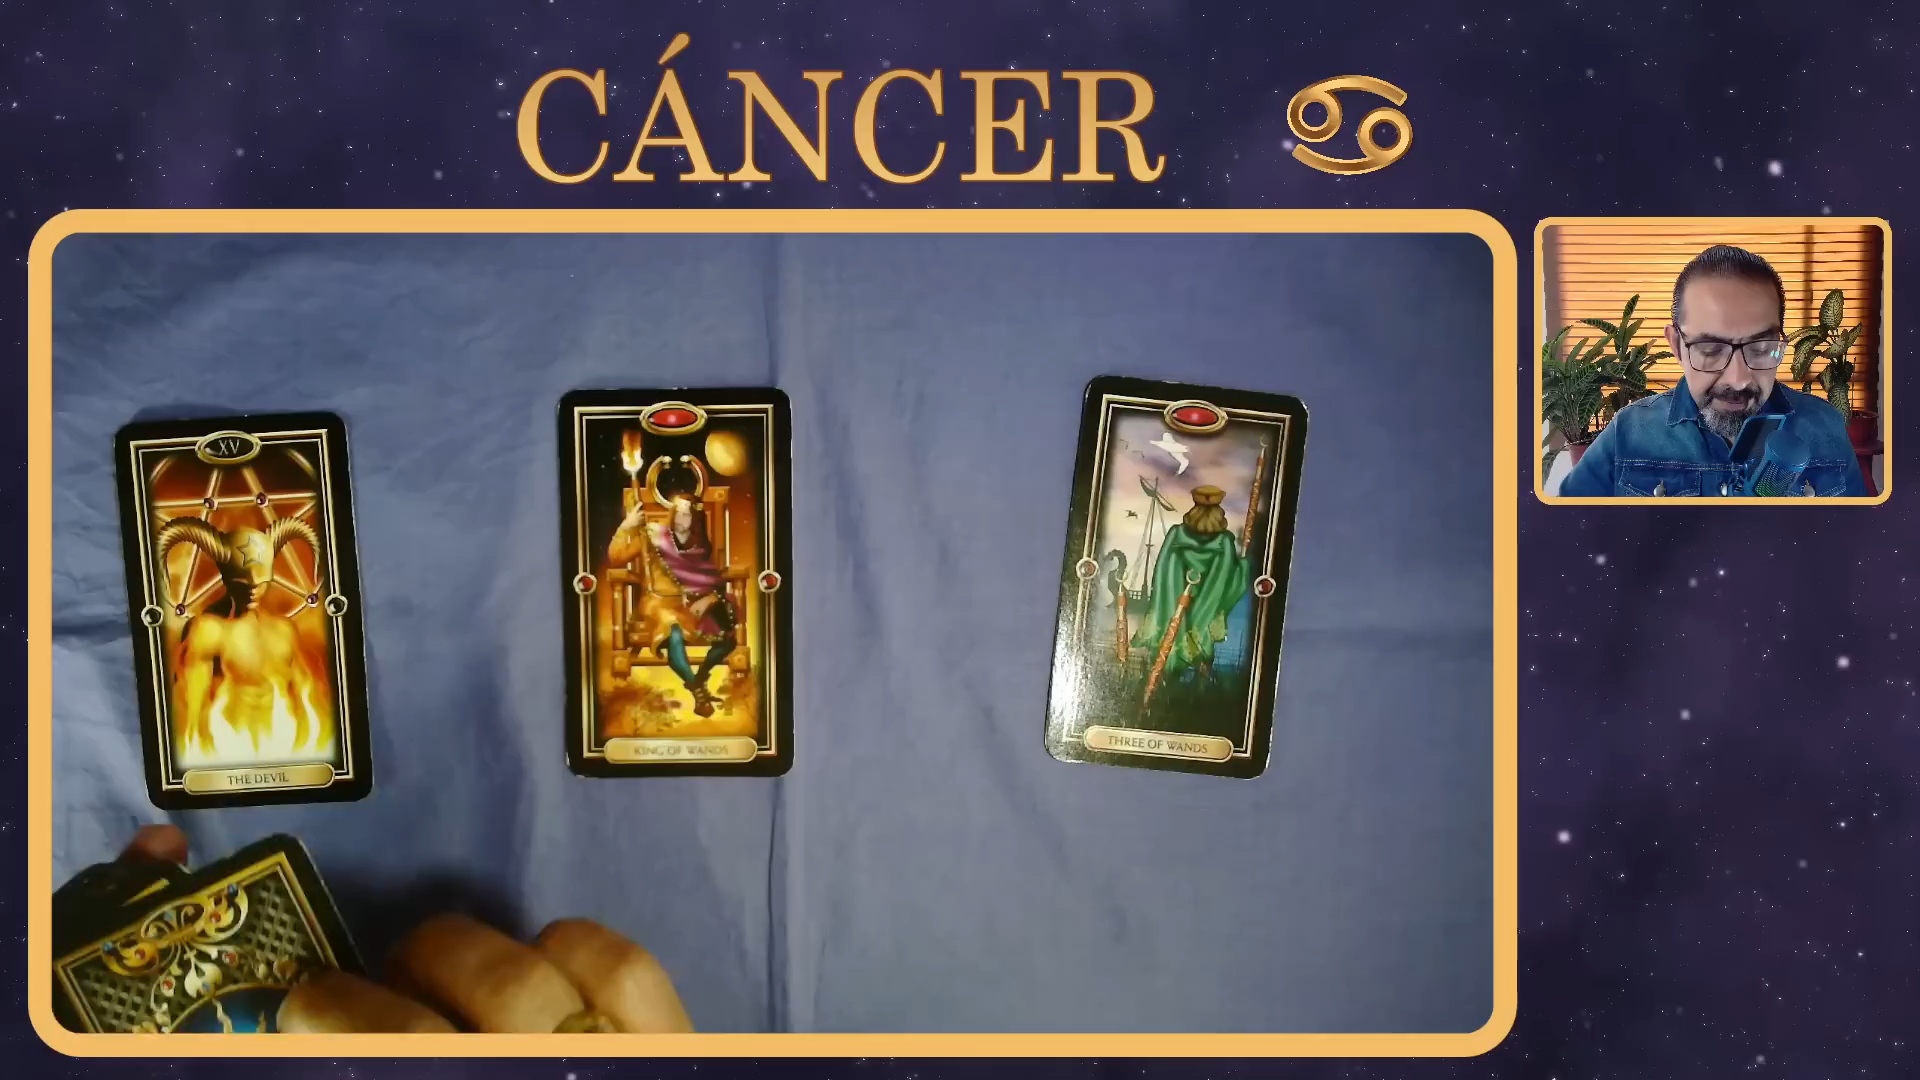 CÁNCER
XV
THE DEVIL
KING OF WANDS
THREE OF WANDS